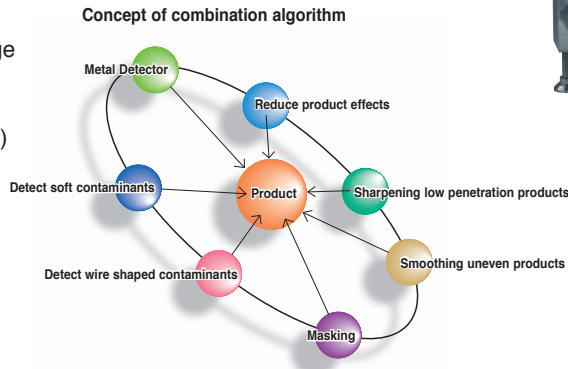 Concept of combination algorithm
ge
Metal Detector
Reduce product effects
)
Detect soft contaminants
Product
Sharpening low penetration products
Smoothing uneven products
Detect wire shaped contaminants
Masking